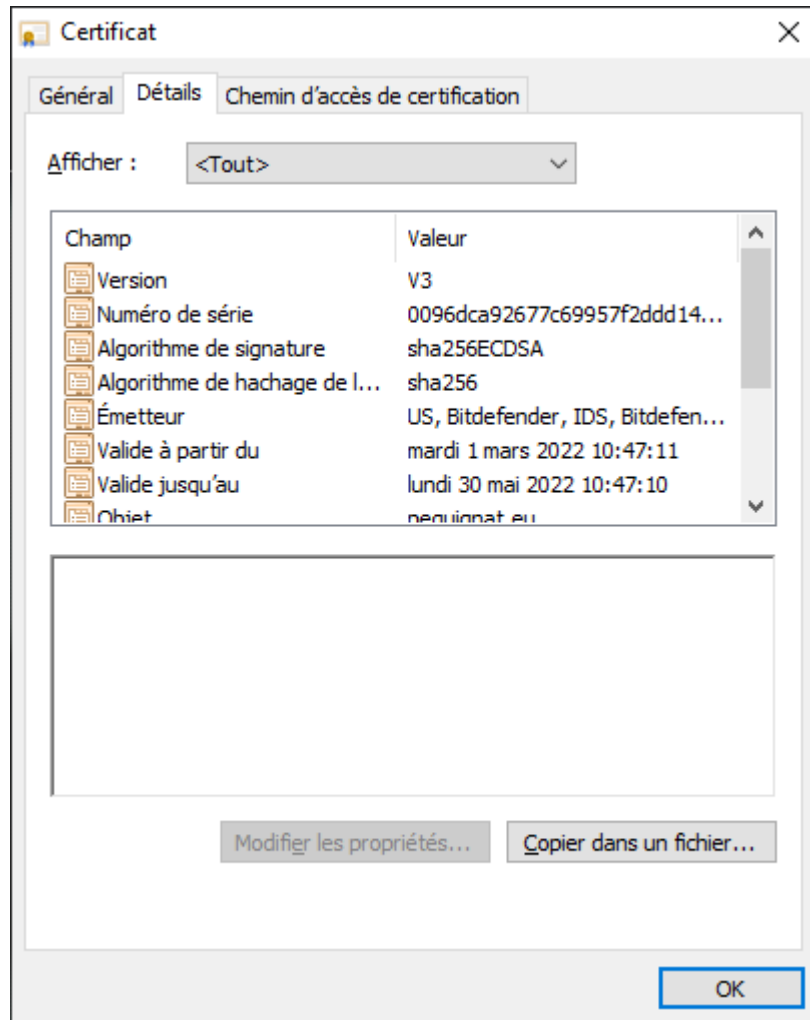 Certificat
Général Détails Chemin d'accès de certification
Afficher : <Tout>
Champ Valeur
Version V3
Numéro de série 0096dca92677c69957f2ddd14...
Algorithme de signature sha256ECDSA
Algorithme de hachage de l... sha256
Émetteur US, Bitdefender, IDS, Bitdefen...
Valide à partir du mardi 1 mars 2022 10:47:11
Valide jusqu'au lundi 30 mai 2022 10:47:10
Objet pequignat.eu
Modifier les propriétés... Copier dans un fichier...
OK